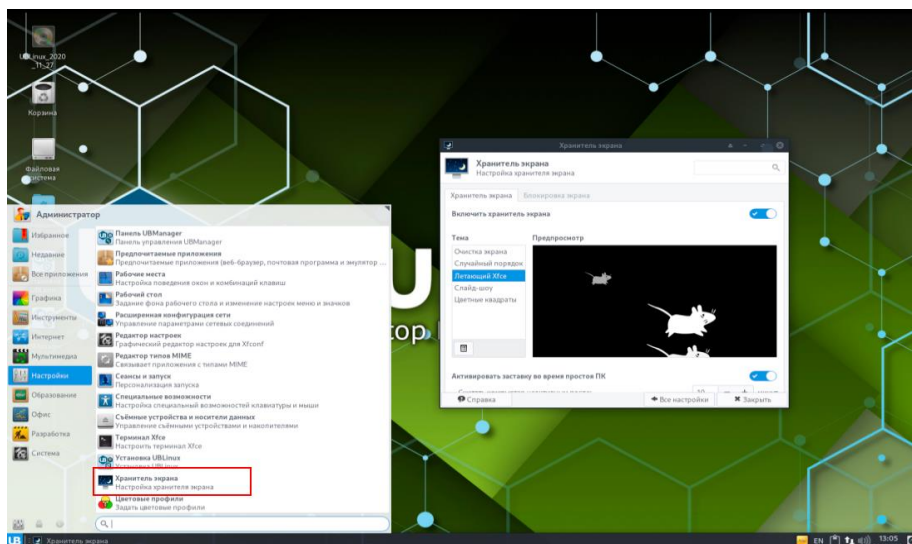 UBLinux_2020
_11_27
Корзина
Файловая
система
Администратор
Избранное
Недавние
Все приложения
Графика
Инструменты
Интернет
Мультимедиа
Настройки
Образование
Офис
Разработка
Система
Панель UBManager
Панель управления UBManager
Предпочитаемые приложения
Предпочитаемые приложения (веб-браузер, почтовая программа и эмулятор ...
Рабочие места
Настройка поведения окон и комбинаций клавиш
Рабочий стол
Задание фона рабочего стола и изменение настроек меню и значков
Расширенная конфигурация сети
Управление параметрами сетевых соединений
Редактор настроек
Графический редактор настроек для Xfconf
Редактор типов MIME
Связывает приложения с типами MIME
Сеансы и запуск
Персонализация запуска
Специальные возможности
Настройка специальный возможностей клавиатуры и мыши
Съёмные устройства и носители данных
Управление съёмными устройствами и накопителями
Терминал Xfce
Настроить терминал Xfce
Установка UBLinux
Установка UBLinux
Хранитель экрана
Настройка хранителя экрана
Цветовые профили
Задать цветовые профили
top
Хранитель экрана
Хранитель экрана
Настройка хранителя экрана
Хранитель экрана
Блокировка экрана
Включить хранитель экрана
Тема
Предпросмотр
Очистка экрана
Случайный порядок
Летающий Xfce
Слайд-шоу
Цветные квадраты
Активировать заставку во время простоя ПК
Справка
Все настройки
Закрыть
UB
Хранитель экрана
EN
13:05